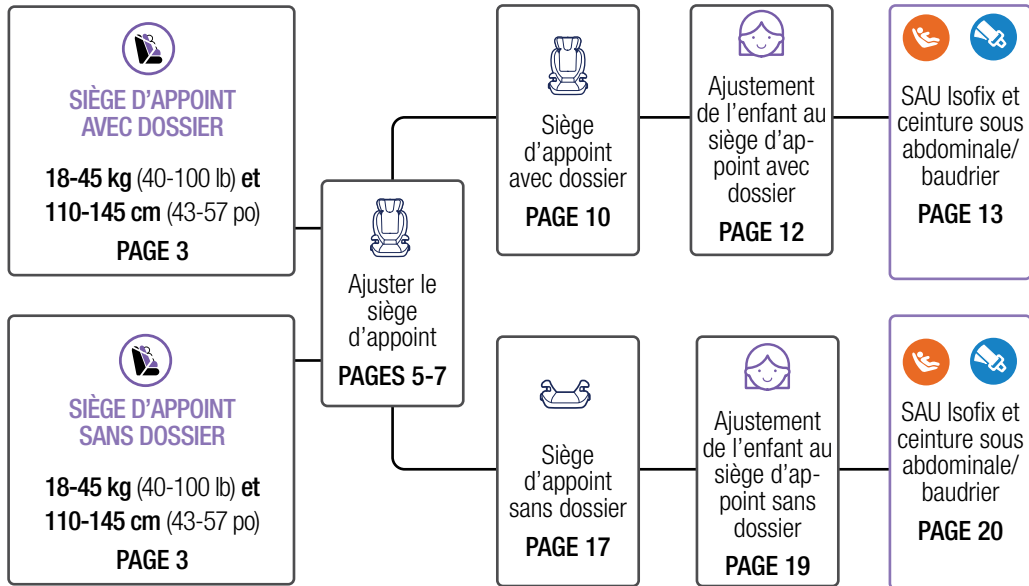 SIÈGE D'APPOINT
AVEC DOSSIER
18-45 kg (40-100 lb) et
110-145 cm (43-57 po)
PAGE 3
SIÈGE D'APPOINT
SANS DOSSIER
18-45 kg (40-100 lb) et
110-145 cm (43-57 po)
PAGE 3
Ajuster le
siège
d'appoint
PAGES 5-7
Siège
d'appoint
avec dossier
PAGE 10
Ajustement
de l'enfant au
siège d'ap-
point avec
dossier
PAGE 12
SAU Isofix et
ceinture sous
abdominale/
baudrier
PAGE 13
Siège
d'appoint
sans dossier
PAGE 17
Ajustement
de l'enfant au
siège d'ap-
point sans
dossier
PAGE 19
SAU Isofix et
ceinture sous
abdominale/
baudrier
PAGE 20